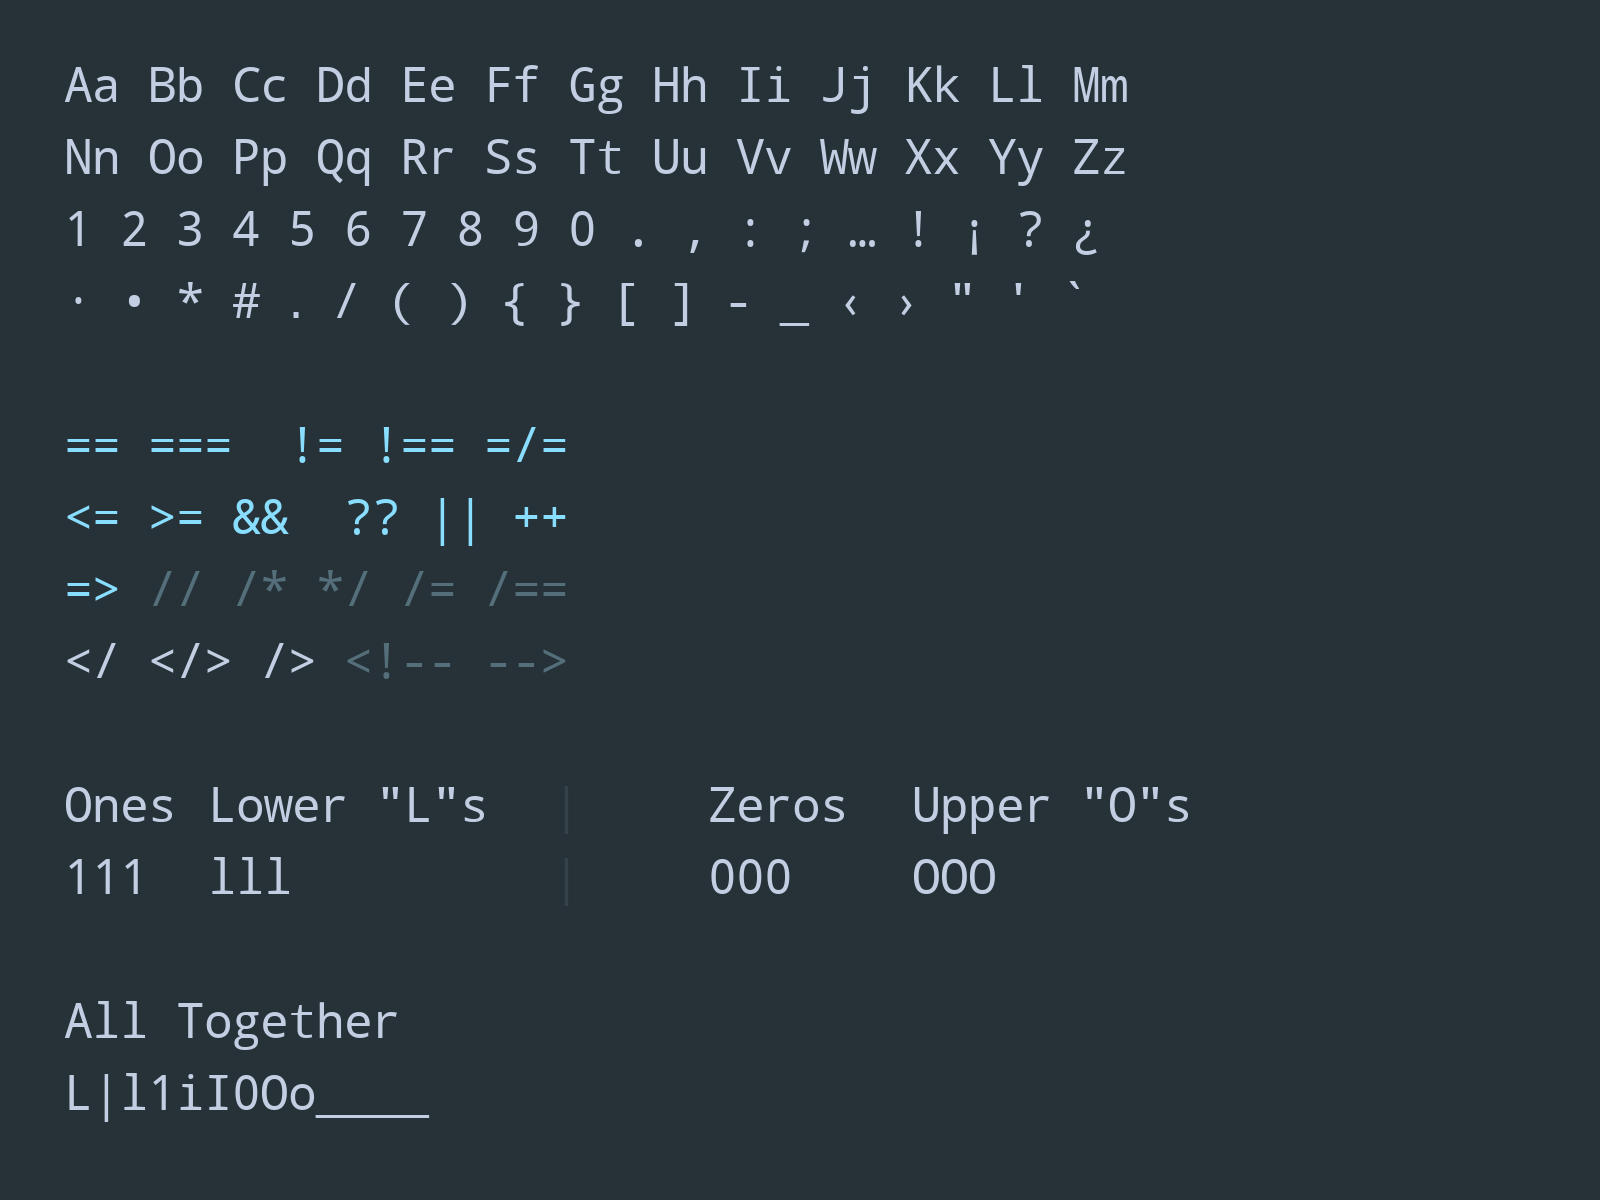 Aa Bb Cc Dd Ee Ff Gg Hh Ii Jj Kk Ll Mm
Nn Oo Pp Qq Rr Ss Tt Uu Vv Ww Xx Yy Zz
1 2 3 4 5 6 7 8 9 0 . , : ; … ! ¡ ? ¿
· • * # . / ( ) { } [ ] - _ ‹ › " ' `
== ===  != !== =/=
<= >= &&  ?? || ++
=> // /* */ /= /==
</ </> /> <!-- -->
Ones Lower "L"s  |    Zeros  Upper "O"s
111  lll         |    000    OOO
All Together
L|l1iI0Oo____